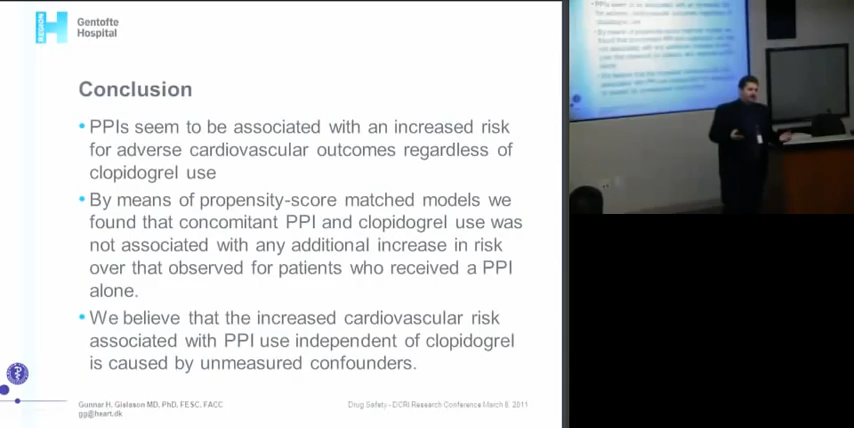 REGION
H
Gentofte
Hospital
Conclusion
• PPIs seem to be associated with an increased risk
for adverse cardiovascular outcomes regardless of
clopidogrel use
• By means of propensity-score matched models we
found that concomitant PPI and clopidogrel use was
not associated with any additional increase in risk
over that observed for patients who received a PPI
alone.
• We believe that the increased cardiovascular risk
associated with PPI use independent of clopidogrel
is caused by unmeasured confounders.
Gunnar H. Gislason MD, PhD, FESC, FACC
gg@heart.dk
Drug Safety - DCRI Research Conference March 8, 2011